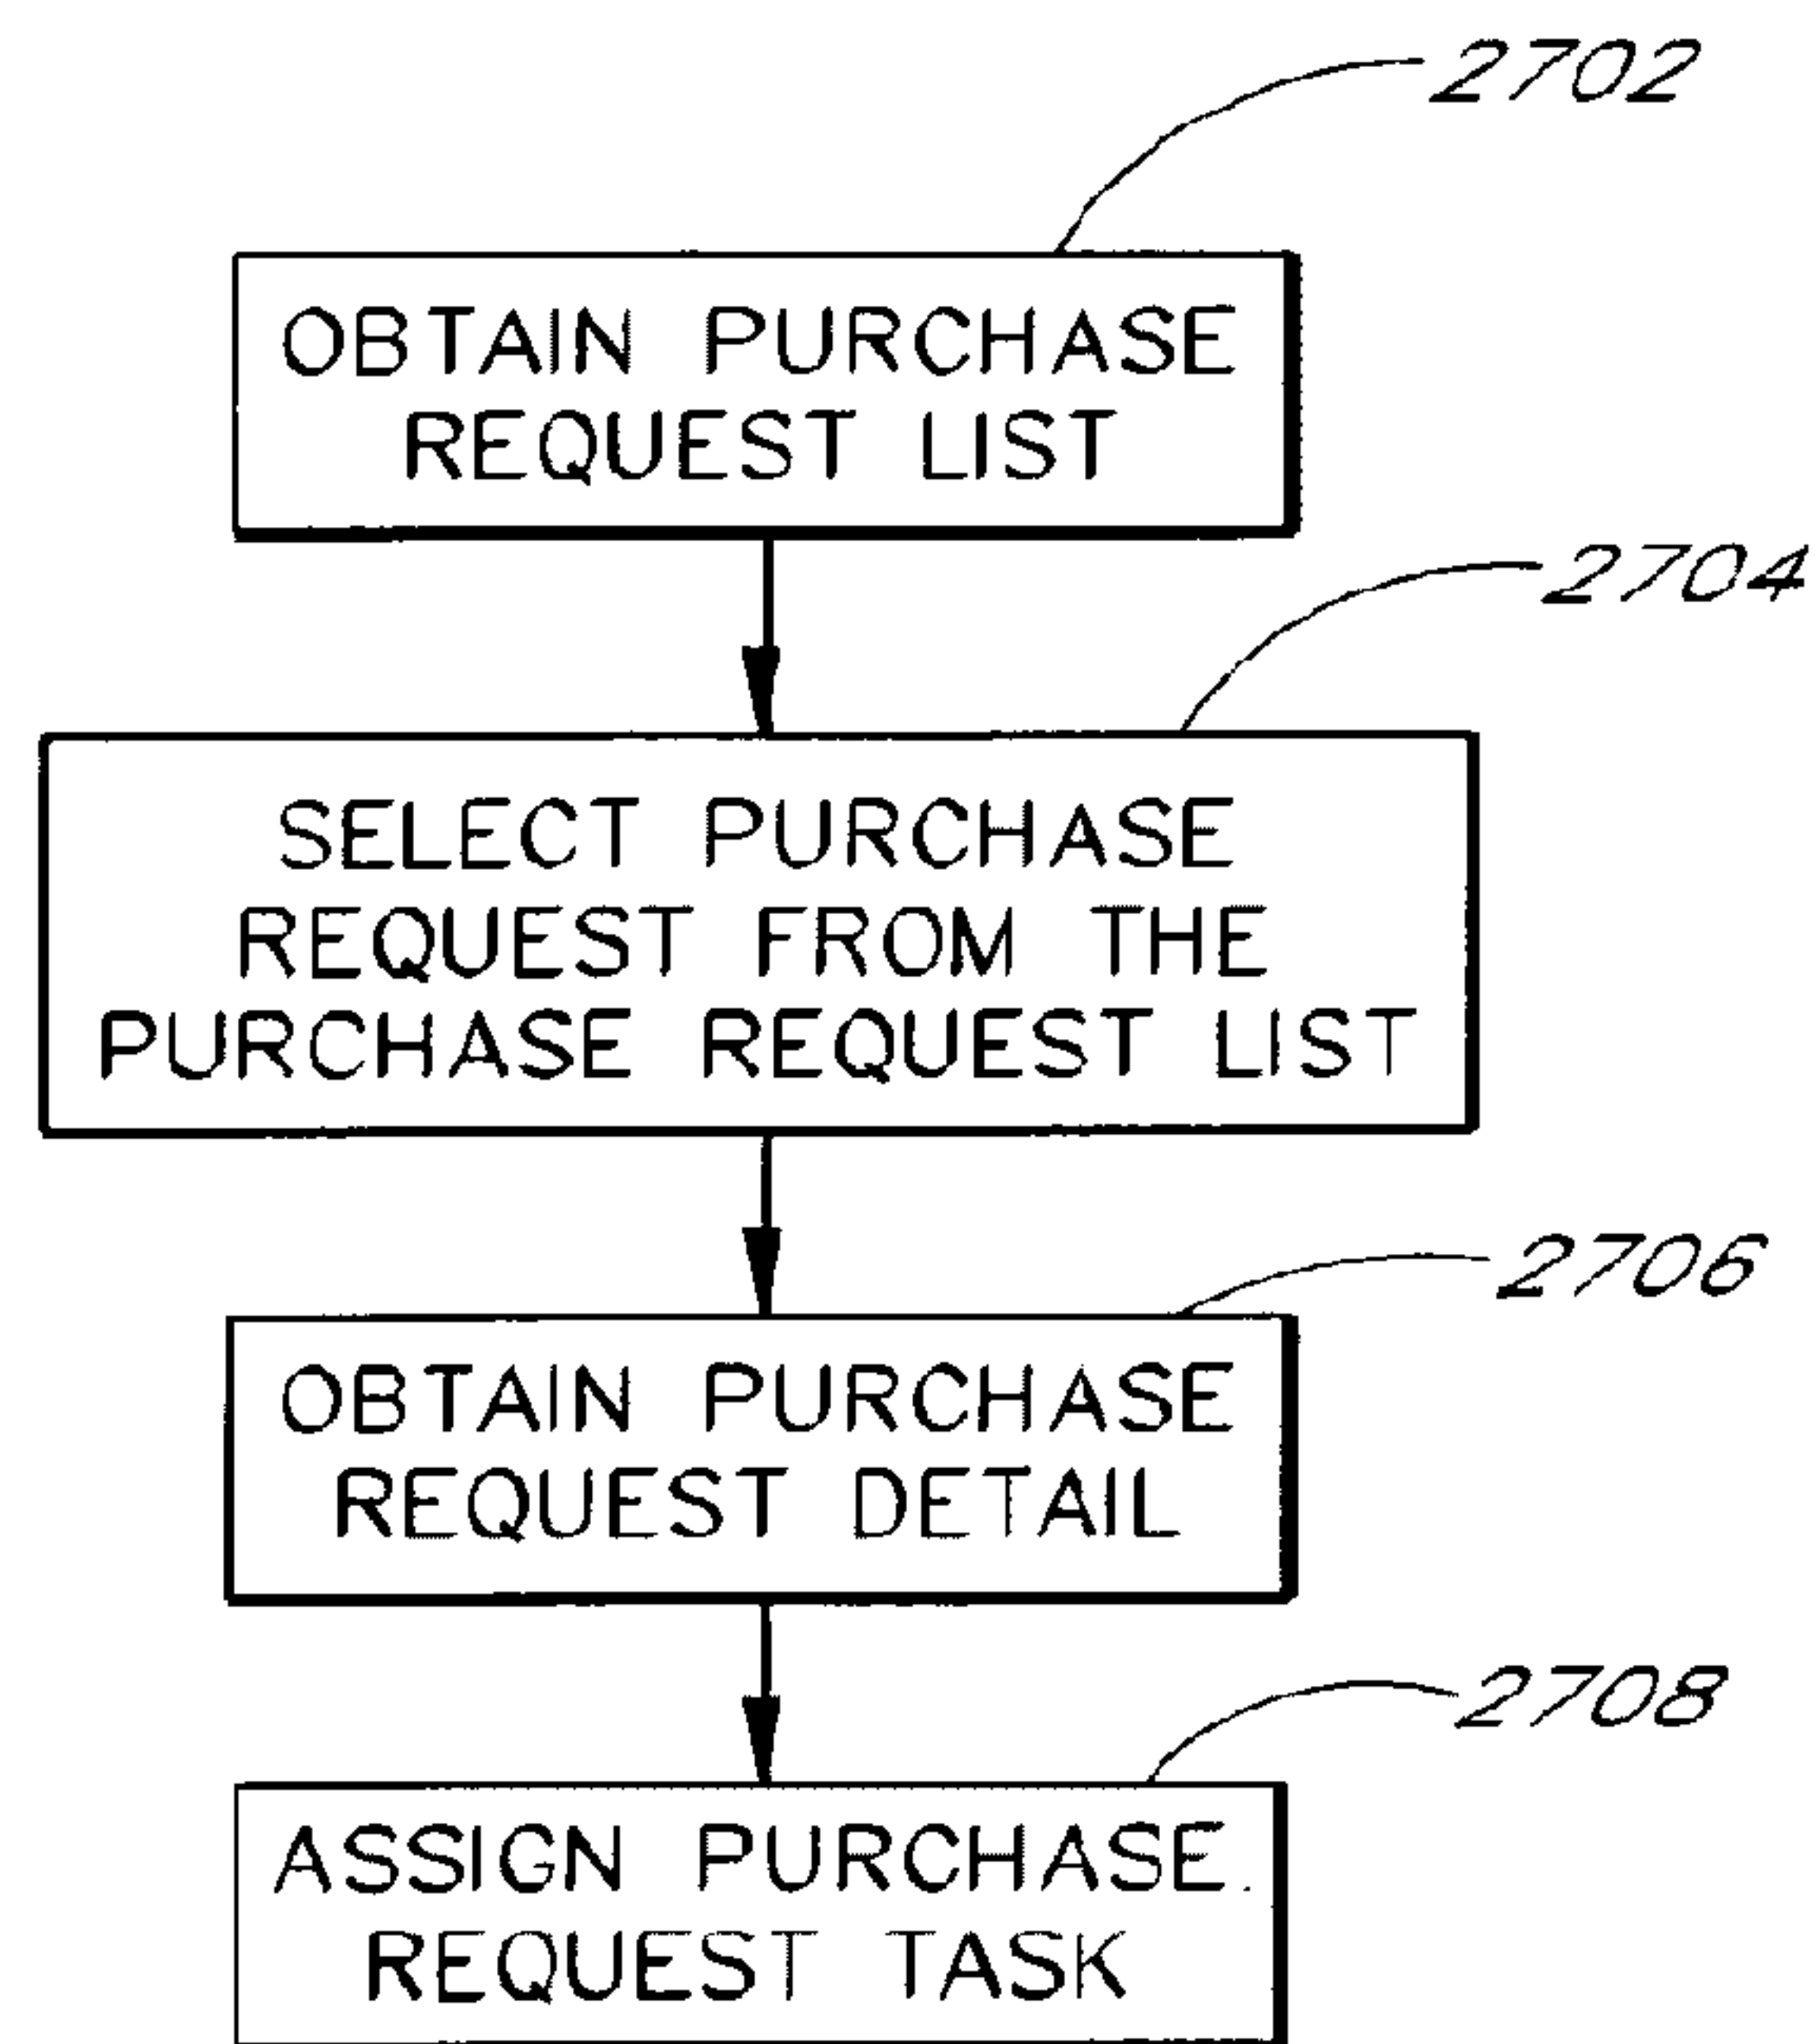 2702
OBTAIN PURCHASE
REQUEST LIST
2704
SELECT PURCHASE
REQUEST FROM THE
PURCHASE REQUEST LIST
2706
OBTAIN PURCHASE
REQUEST DETAIL
2708
ASSIGN PURCHASE
REQUEST TASK